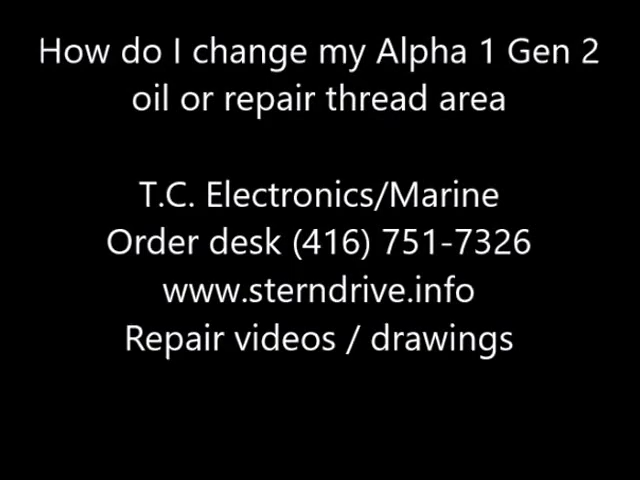 How do I change my Alpha 1 Gen 2
oil or repair thread area
T.C. Electronics/Marine
Order desk (416) 751-7326
www.sterndrive.info
Repair videos / drawings